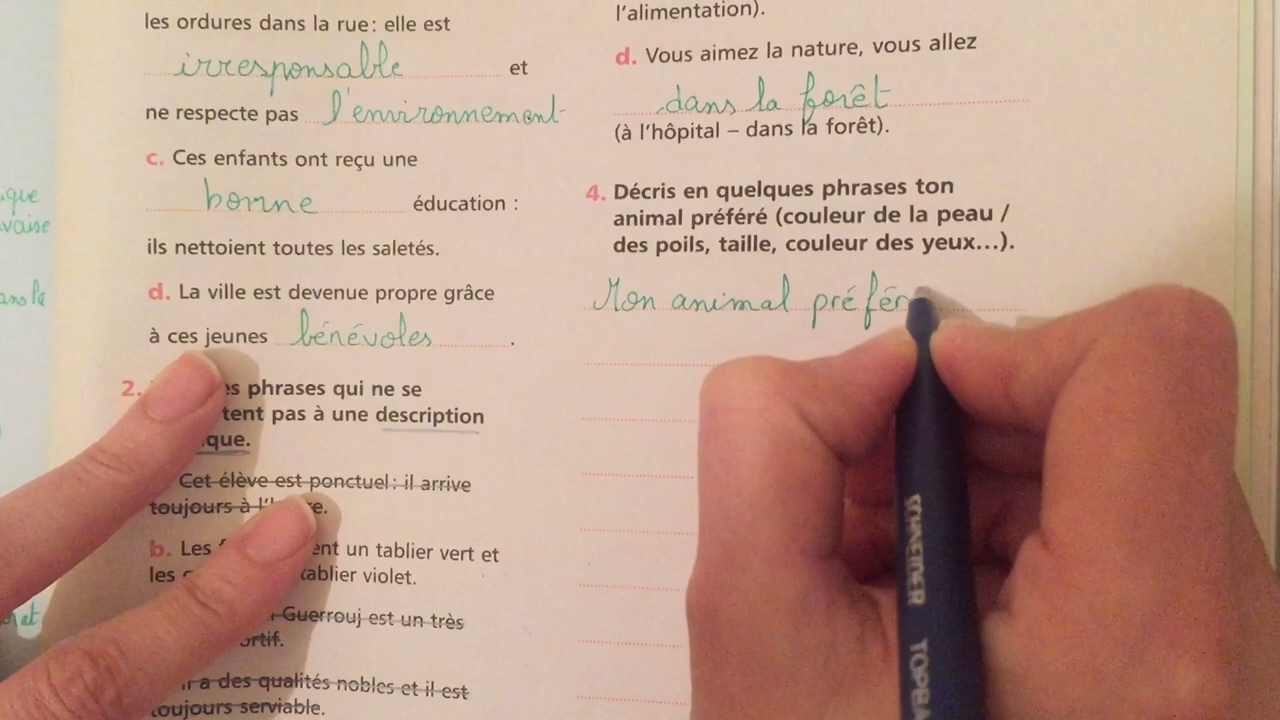 les ordures dans la rue : elle est
irresponsable et
ne respecte pas l'environnement
c. Ces enfants ont reçu une
bonne éducation :
ils nettoient toutes les saletés.
d. La ville est devenue propre grâce
à ces jeunes bénévoles .
2. phrases qui ne se
pas à une description
Cet élève est ponctuel : il arrive
toujours à
b. Les un tablier vert et
les tablier violet.
Guerrouj est un très
a des qualités nobles et il est
toujours serviable.
l'alimentation).
d. Vous aimez la nature, vous allez
dans la forêt
(à l'hôpital – dans la forêt).
4. Décris en quelques phrases ton
animal préféré (couleur de la peau /
des poils, taille, couleur des yeux...).
Mon animal préfér
ique
SCHNEIDER TOPBA